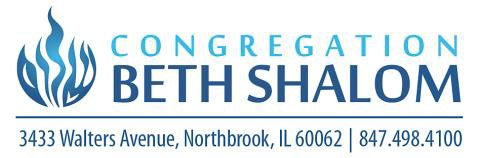 CONGREGATION
BETH SHALOM
3433 Walters Avenue, Northbrook, IL 60062 | 847.498.4100